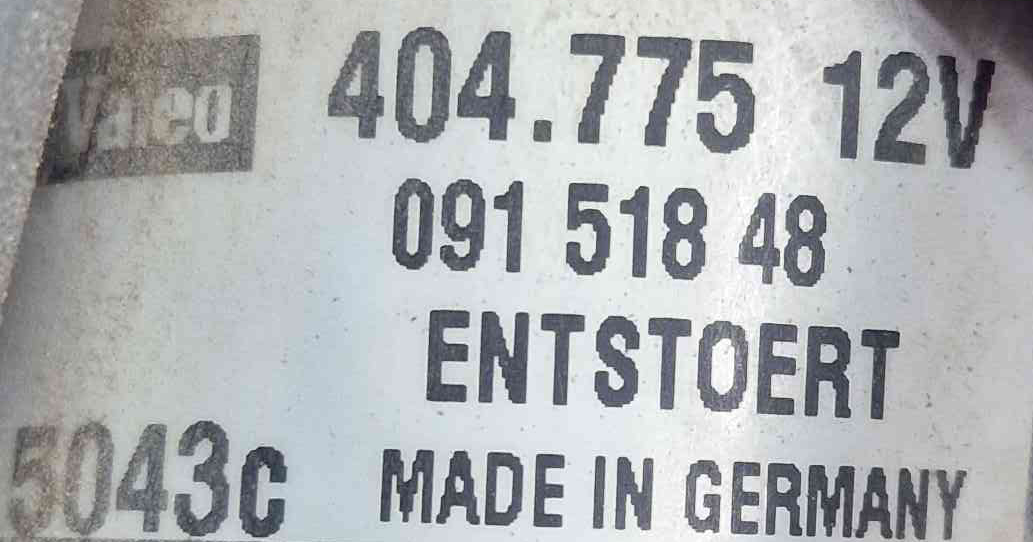 Valeo 404.775 12V
091 518 48
ENTSTOERT
5043c MADE IN GERMANY